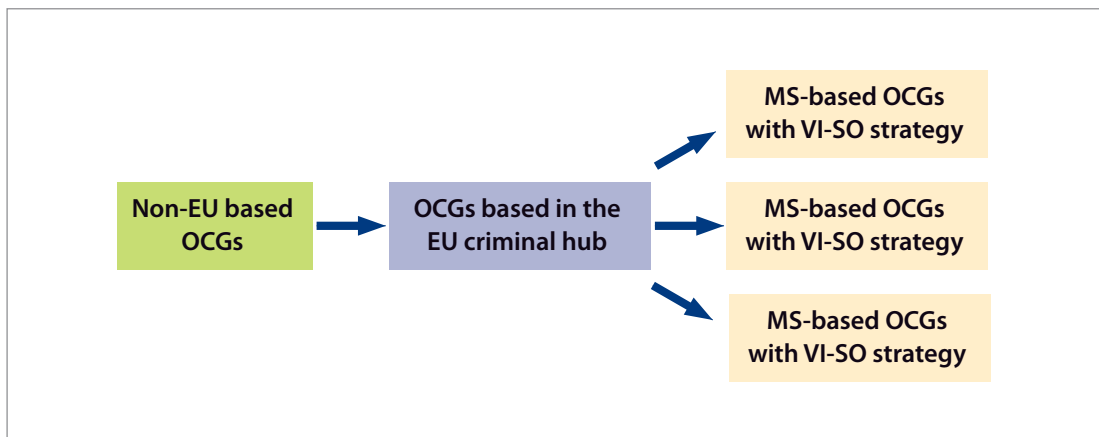 Non-EU based
OCGs
OCGs based in the
EU criminal hub
MS-based OCGs
with VI-SO strategy
MS-based OCGs
with VI-SO strategy
MS-based OCGs
with VI-SO strategy